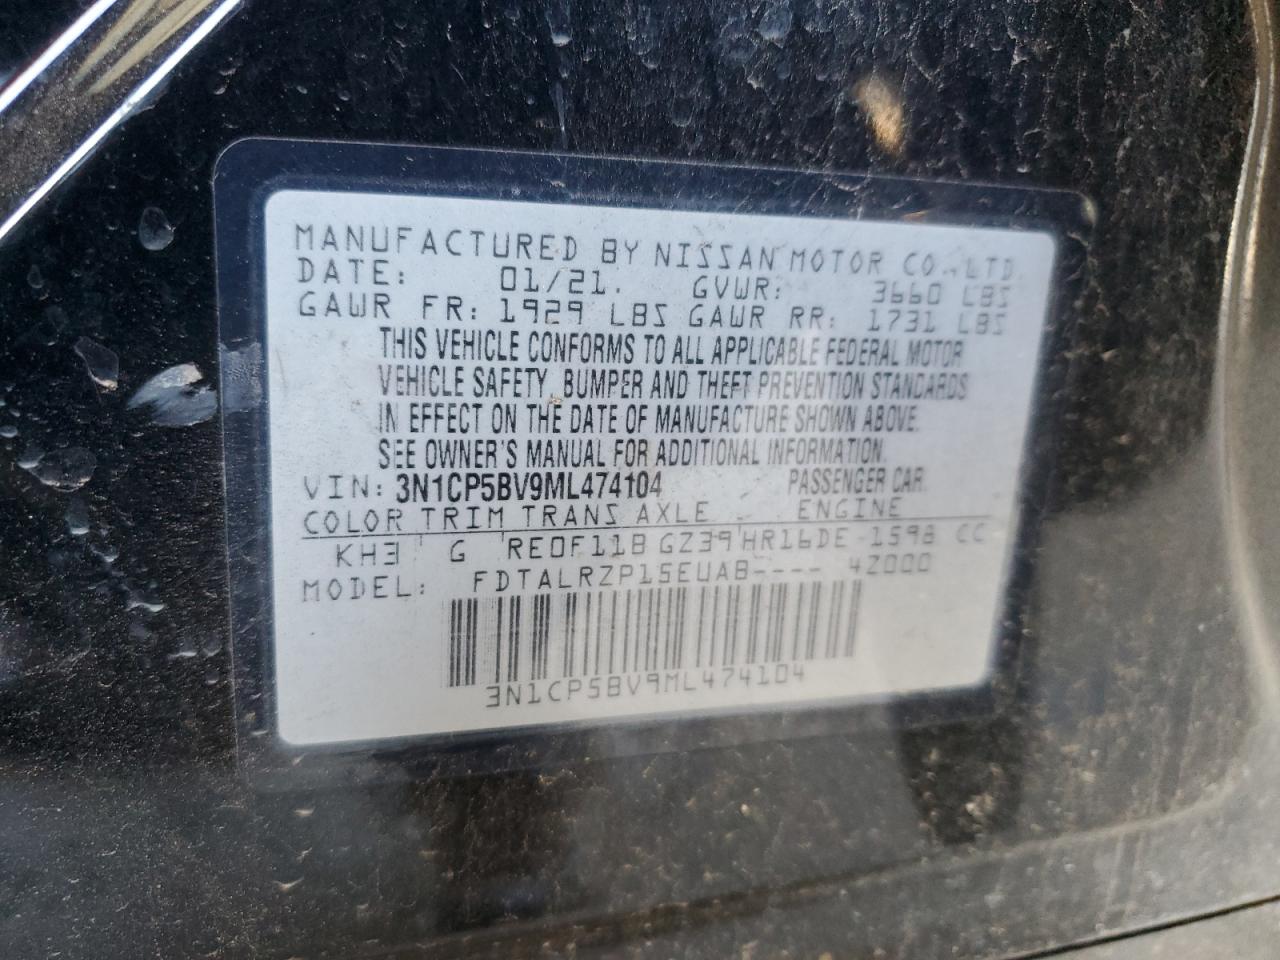 MANUFACTURED BY NISSAN MOTOR CO.,LTD
DATE: 01/21. GVWR: 3660 LBS
GAWR FR: 1929 LBS GAWR RR: 1731 LBS
THIS VEHICLE CONFORMS TO ALL APPLICABLE FEDERAL MOTOR
VEHICLE SAFETY, BUMPER AND THEFT PREVENTION STANDARDS
IN EFFECT ON THE DATE OF MANUFACTURE SHOWN ABOVE.
SEE OWNER'S MANUAL FOR ADDITIONAL INFORMATION.
VIN: 3N1CP5BV9ML474104 PASSENGER CAR.
COLOR TRIM TRANS AXLE ENGINE
KH3 G RE0F11B GZ39 HR16DE 1598 CC
MODEL: FDTALRZP15EUAB---- 42000
3N1CP5BV9ML474104